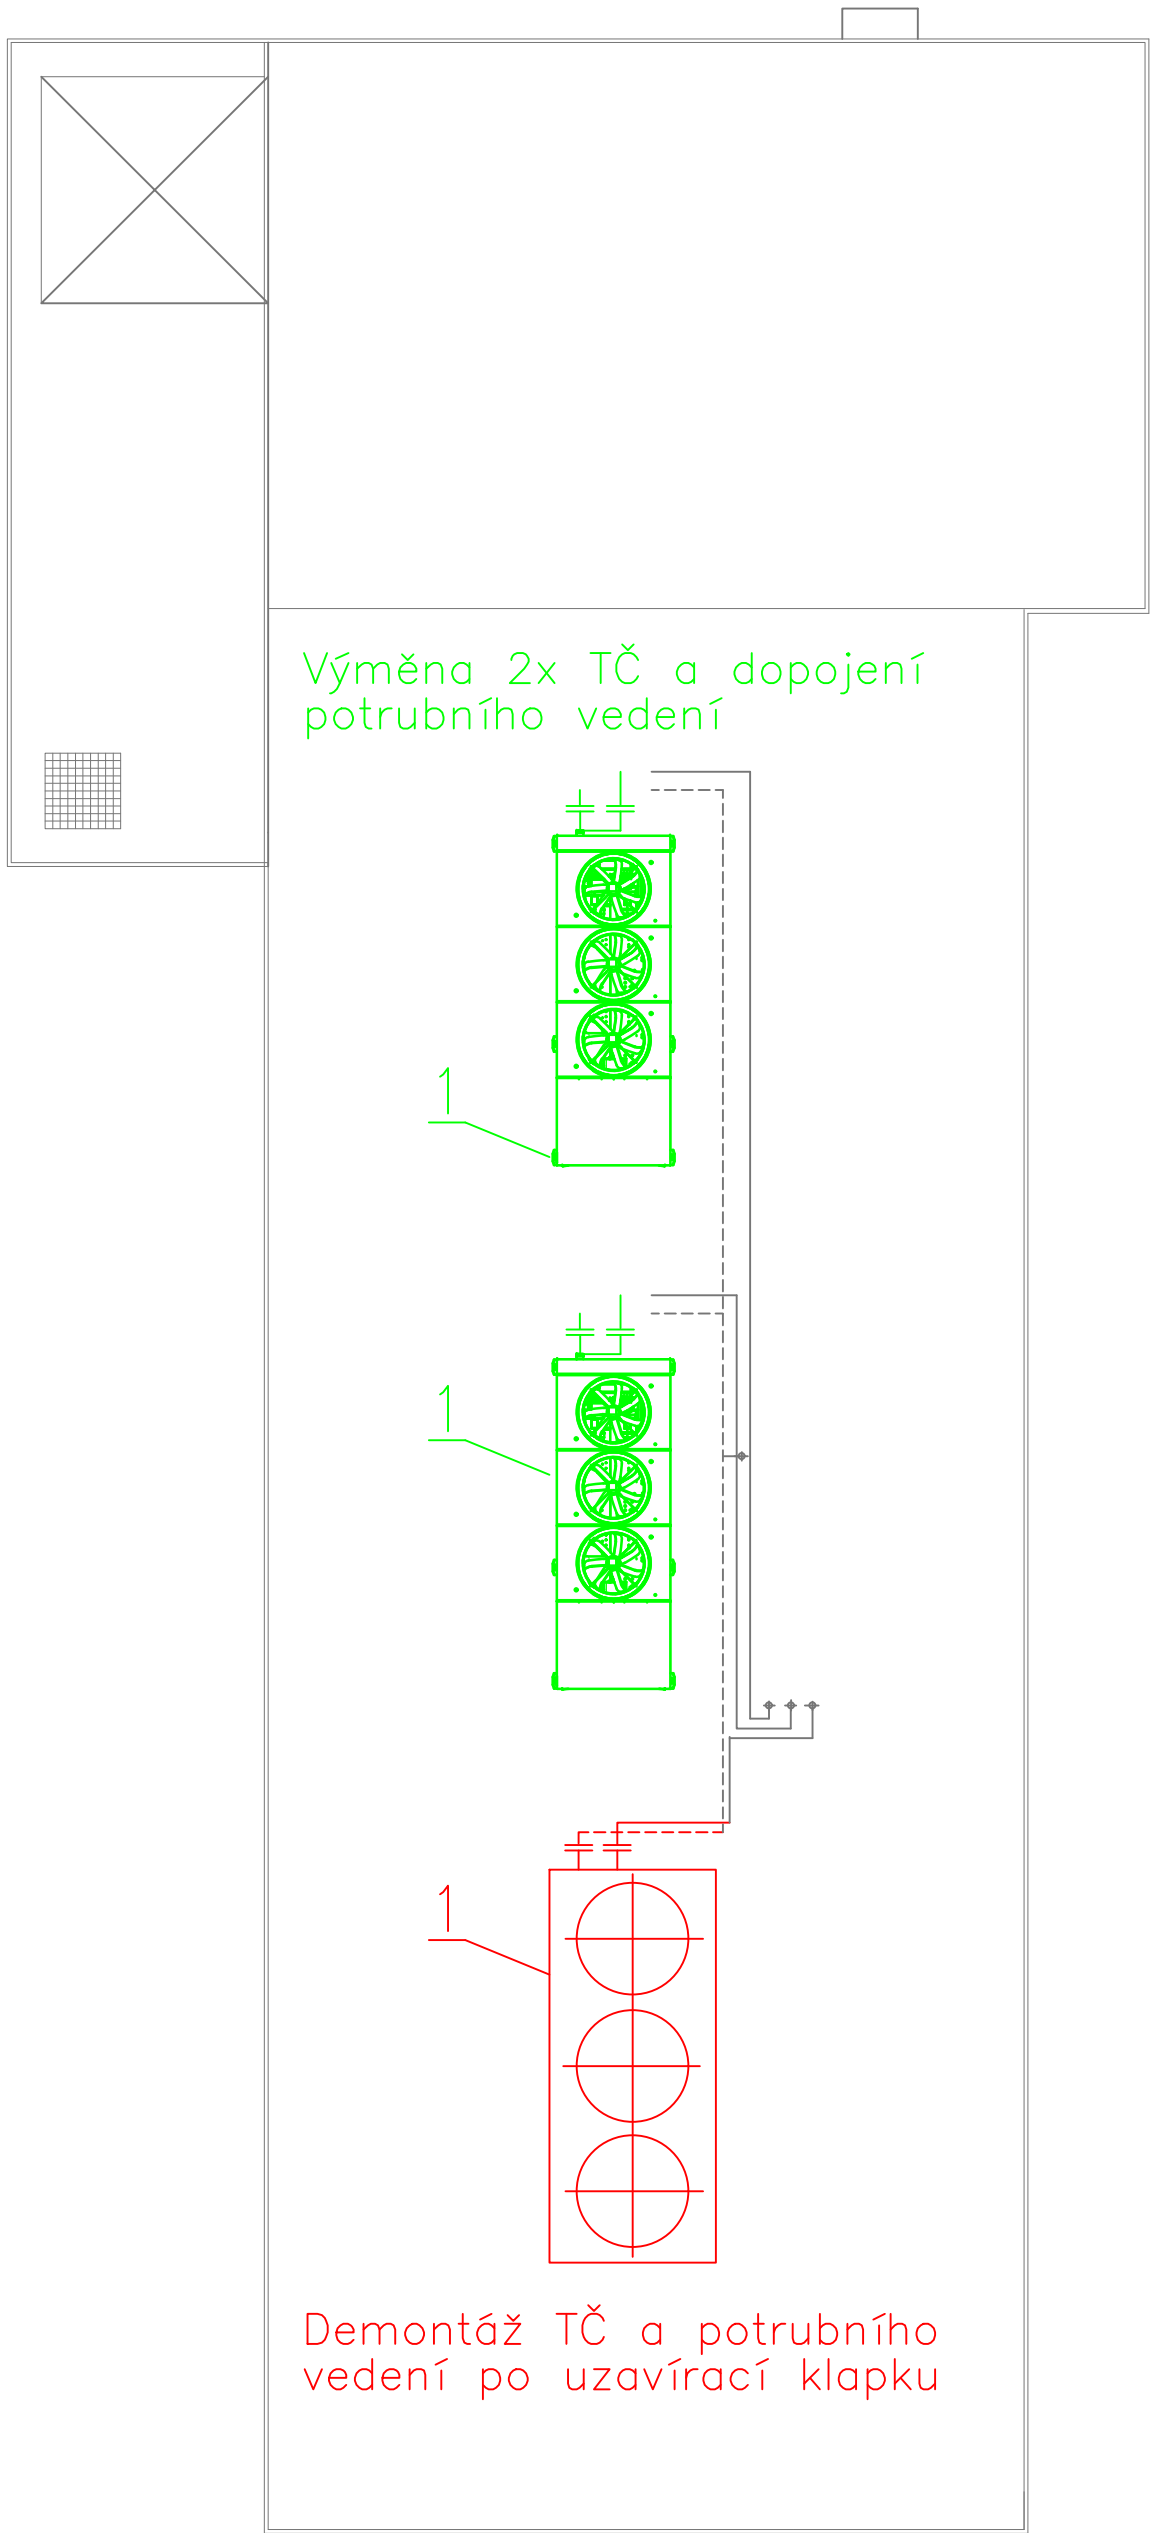 Výměna 2x TČ a dopojení
potrubního vedení
1
1
1
Demontáž TČ a potrubního
vedení po uzavírací klapku